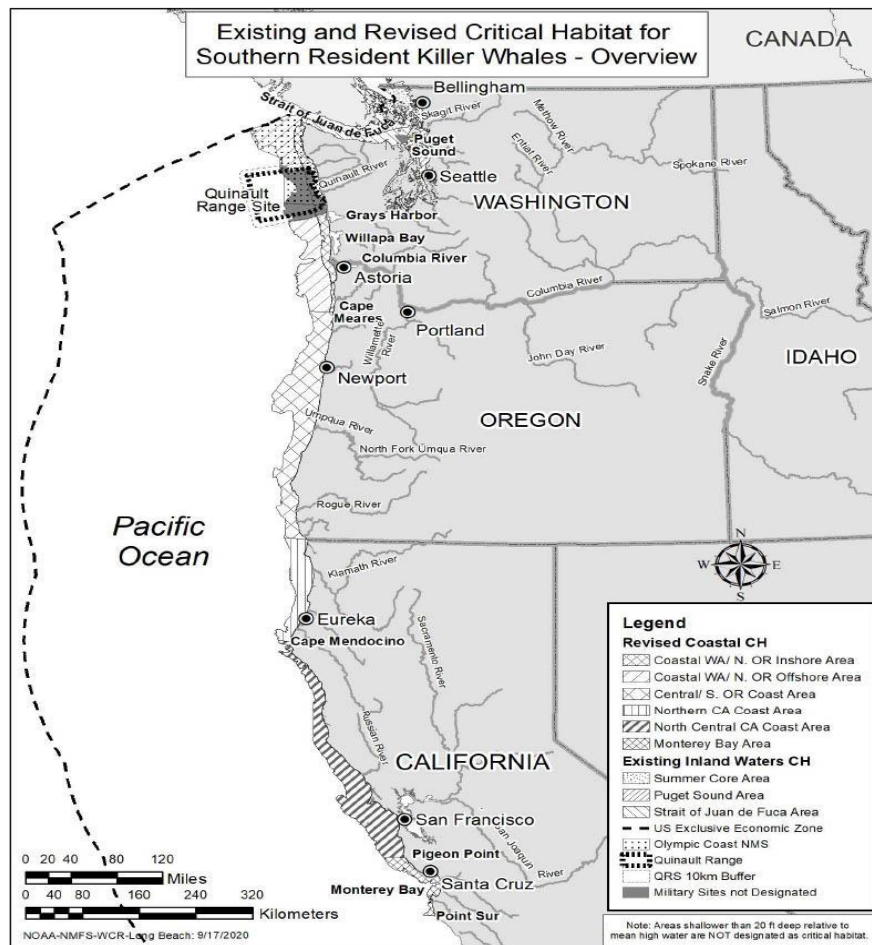 Existing and Revised Critical Habitat for
Southern Resident Killer Whales - Overview
CANADA
Bellingham
Strait of Juan de Fuca
Skagit River
Methow River
Entiat River
Puget
Sound
Spokane River
Quinault River
Seattle
Quinault
Range Site
WASHINGTON
Grays Harbor
Willapa Bay
Columbia River
Astoria
Columbia River
Cape
Meares
Salmon River
Portland
Willamette
River
John Day River
Snake River
IDAHO
Newport
OREGON
Umpqua River
North Fork Umqua River
Rogue River
Pacific
Ocean
N
W
E
S
Klamath River
Eureka
Sacramento River
Cape Mendocino
Russian River
CALIFORNIA
San Francisco
San Joaquin
River
Pigeon Point
Santa Cruz
Monterey Bay
Point Sur
Legend
Revised Coastal CH
Coastal WA/ N. OR Inshore Area
Coastal WA/ N. OR Offshore Area
Central/ S. OR Coast Area
Northern CA Coast Area
North Central CA Coast Area
Monterey Bay Area
Existing Inland Waters CH
Summer Core Area
Puget Sound Area
Strait of Juan de Fuca Area
US Exclusive Economic Zone
Olympic Coast NMS
Quinault Range
QRS 10km Buffer
Military Sites not Designated
0 20 40 80 120
Miles
0 40 80 160 240 320
Kilometers
NOAA-NMFS-WCR-Long Beach: 9/17/2020
Note: Areas shallower than 20 ft deep relative to
mean high water are NOT designated as critical habitat.